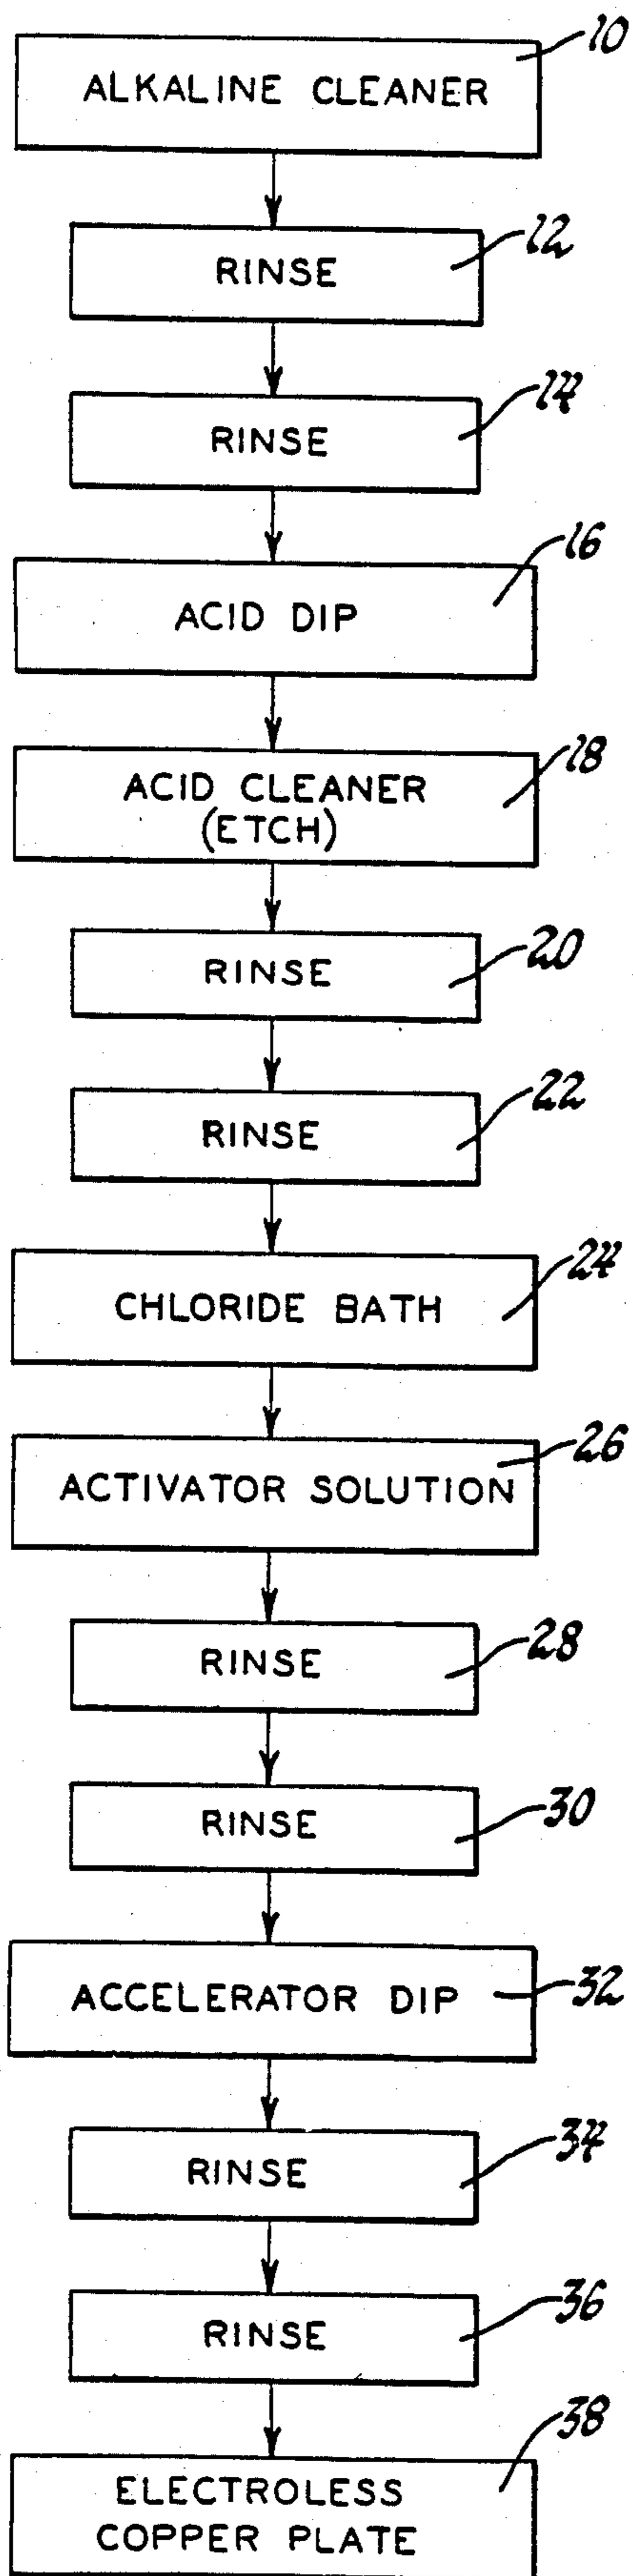 10
ALKALINE CLEANER
12
RINSE
14
RINSE
16
ACID DIP
18
ACID CLEANER
(ETCH)
20
RINSE
22
RINSE
24
CHLORIDE BATH
26
ACTIVATOR SOLUTION
28
RINSE
30
RINSE
32
ACCELERATOR DIP
34
RINSE
36
RINSE
38
ELECTROLESS
COPPER PLATE